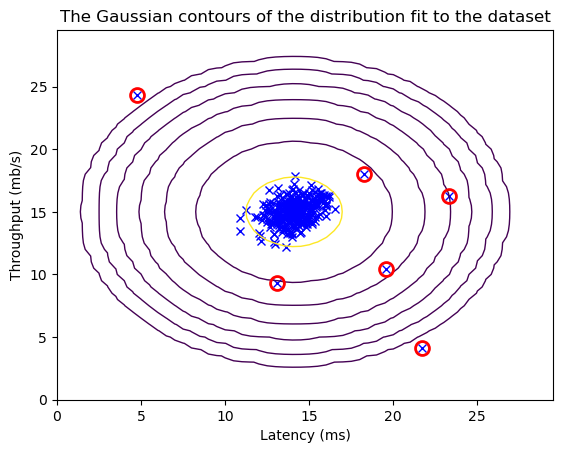 The Gaussian contours of the distribution fit to the dataset
Throughput (mb/s)
25
20
15
10
5
0
0 5 10 15 20 25
Latency (ms)